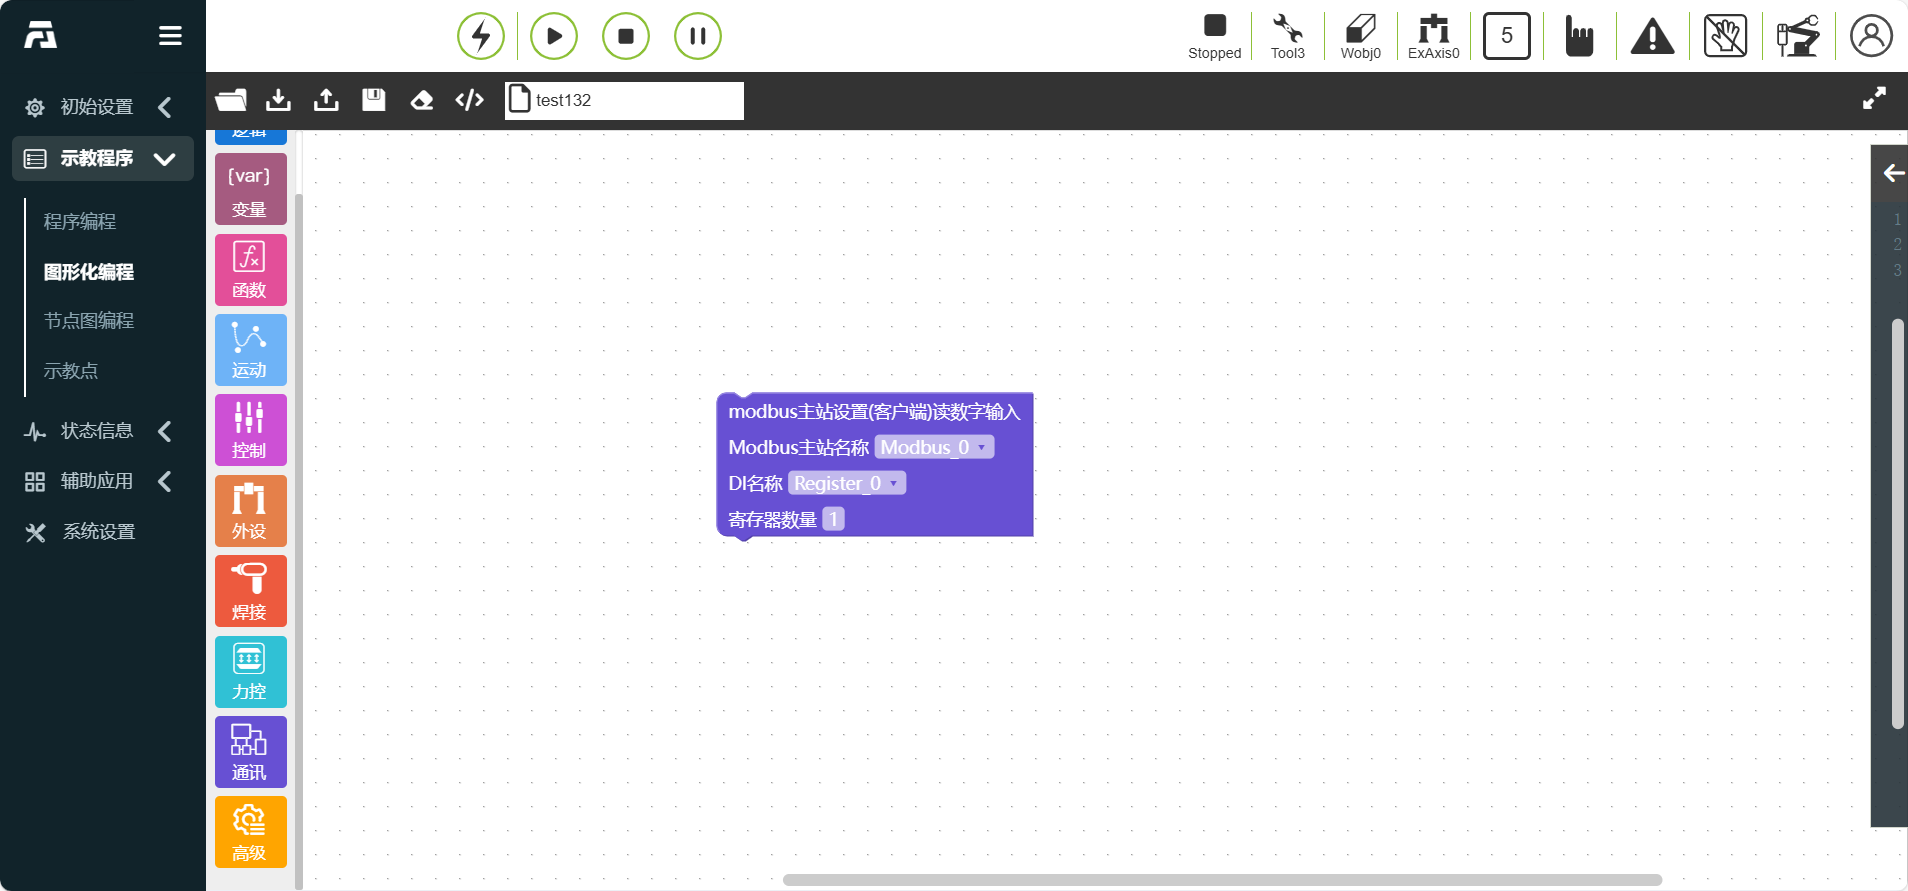 Stopped
Tool3
Wobj0
ExAxis0
5
test132
初始设置
示教程序
程序编程
图形化编程
节点图编程
示教点
状态信息
辅助应用
系统设置
逻辑
{var}
变量
fx
函数
运动
控制
外设
焊接
力控
通讯
高级
modbus主站设置(客户端)读数字输入
Modbus主站名称 Modbus_0
DI名称 Register_0
寄存器数量 1
1
2
3